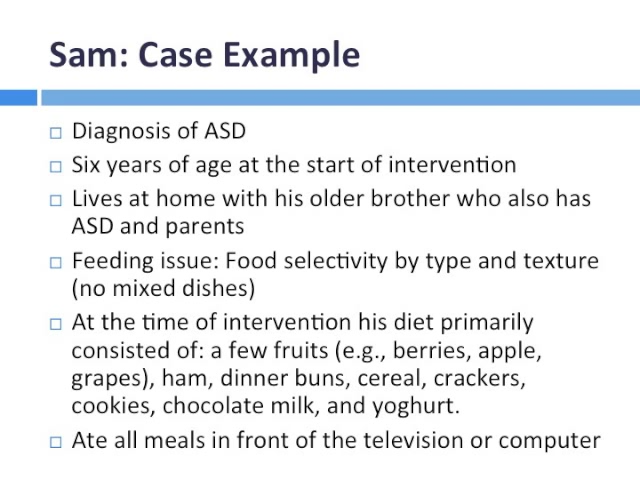 Sam: Case Example
Diagnosis of ASD
Six years of age at the start of intervention
Lives at home with his older brother who also has
ASD and parents
Feeding issue: Food selectivity by type and texture
(no mixed dishes)
At the time of intervention his diet primarily
consisted of: a few fruits (e.g., berries, apple,
grapes), ham, dinner buns, cereal, crackers,
cookies, chocolate milk, and yoghurt.
Ate all meals in front of the television or computer